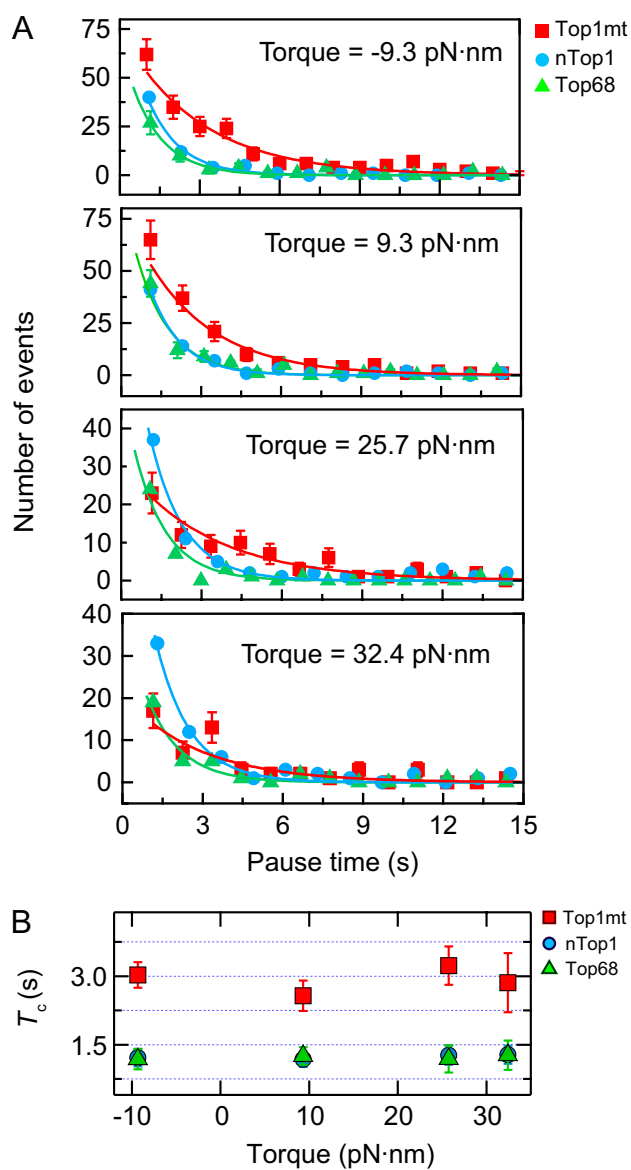 A
Top1mt
nTop1
Top68
Torque = -9.3 pN·nm
75
50
25
0
Torque = 9.3 pN·nm
75
50
25
0
Number of events
Torque = 25.7 pN·nm
40
30
20
10
0
Torque = 32.4 pN·nm
40
30
20
10
0
0 3 6 9 12 15
Pause time (s)
B
Top1mt
nTop1
Top68
3.0
1.5
Tc (s)
-10 0 10 20 30
Torque (pN·nm)